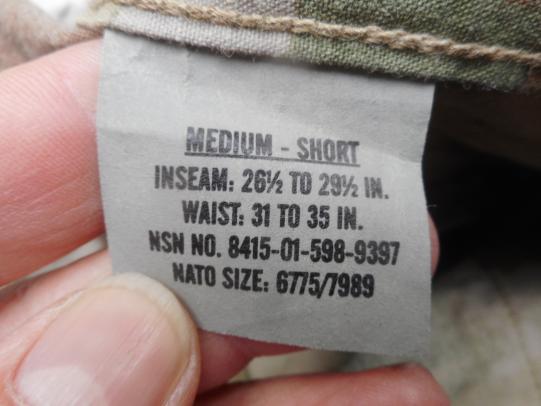 MEDIUM - SHORT
INSEAM: 26½ TO 29½ IN.
WAIST: 31 TO 35 IN.
NSN NO. 8415-01-598-9397
NATO SIZE: 6775/7989